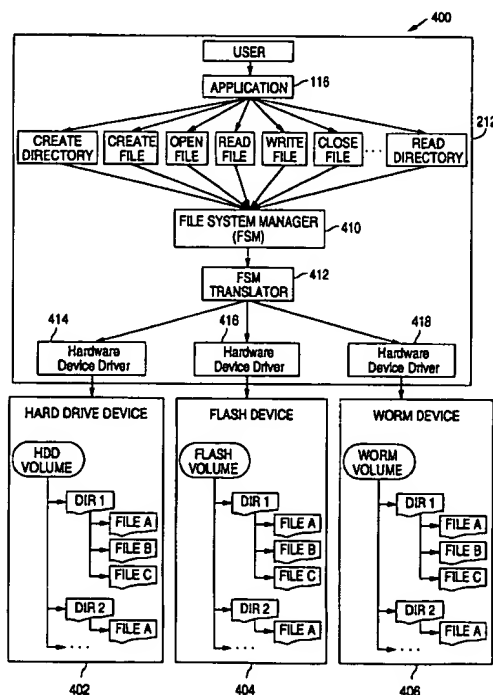 400
USER
APPLICATION
116
CREATE DIRECTORY
CREATE FILE
OPEN FILE
READ FILE
WRITE FILE
CLOSE FILE
...
READ DIRECTORY
212
FILE SYSTEM MANAGER (FSM)
410
FSM TRANSLATOR
412
414
416
418
Hardware Device Driver
Hardware Device Driver
Hardware Device Driver
HARD DRIVE DEVICE
HDD VOLUME
DIR 1
FILE A
FILE B
FILE C
DIR 2
FILE A
...
402
FLASH DEVICE
FLASH VOLUME
DIR 1
FILE A
FILE B
FILE C
DIR 2
FILE A
...
404
WORM DEVICE
WORM VOLUME
DIR 1
FILE A
FILE B
FILE C
DIR 2
FILE A
...
406